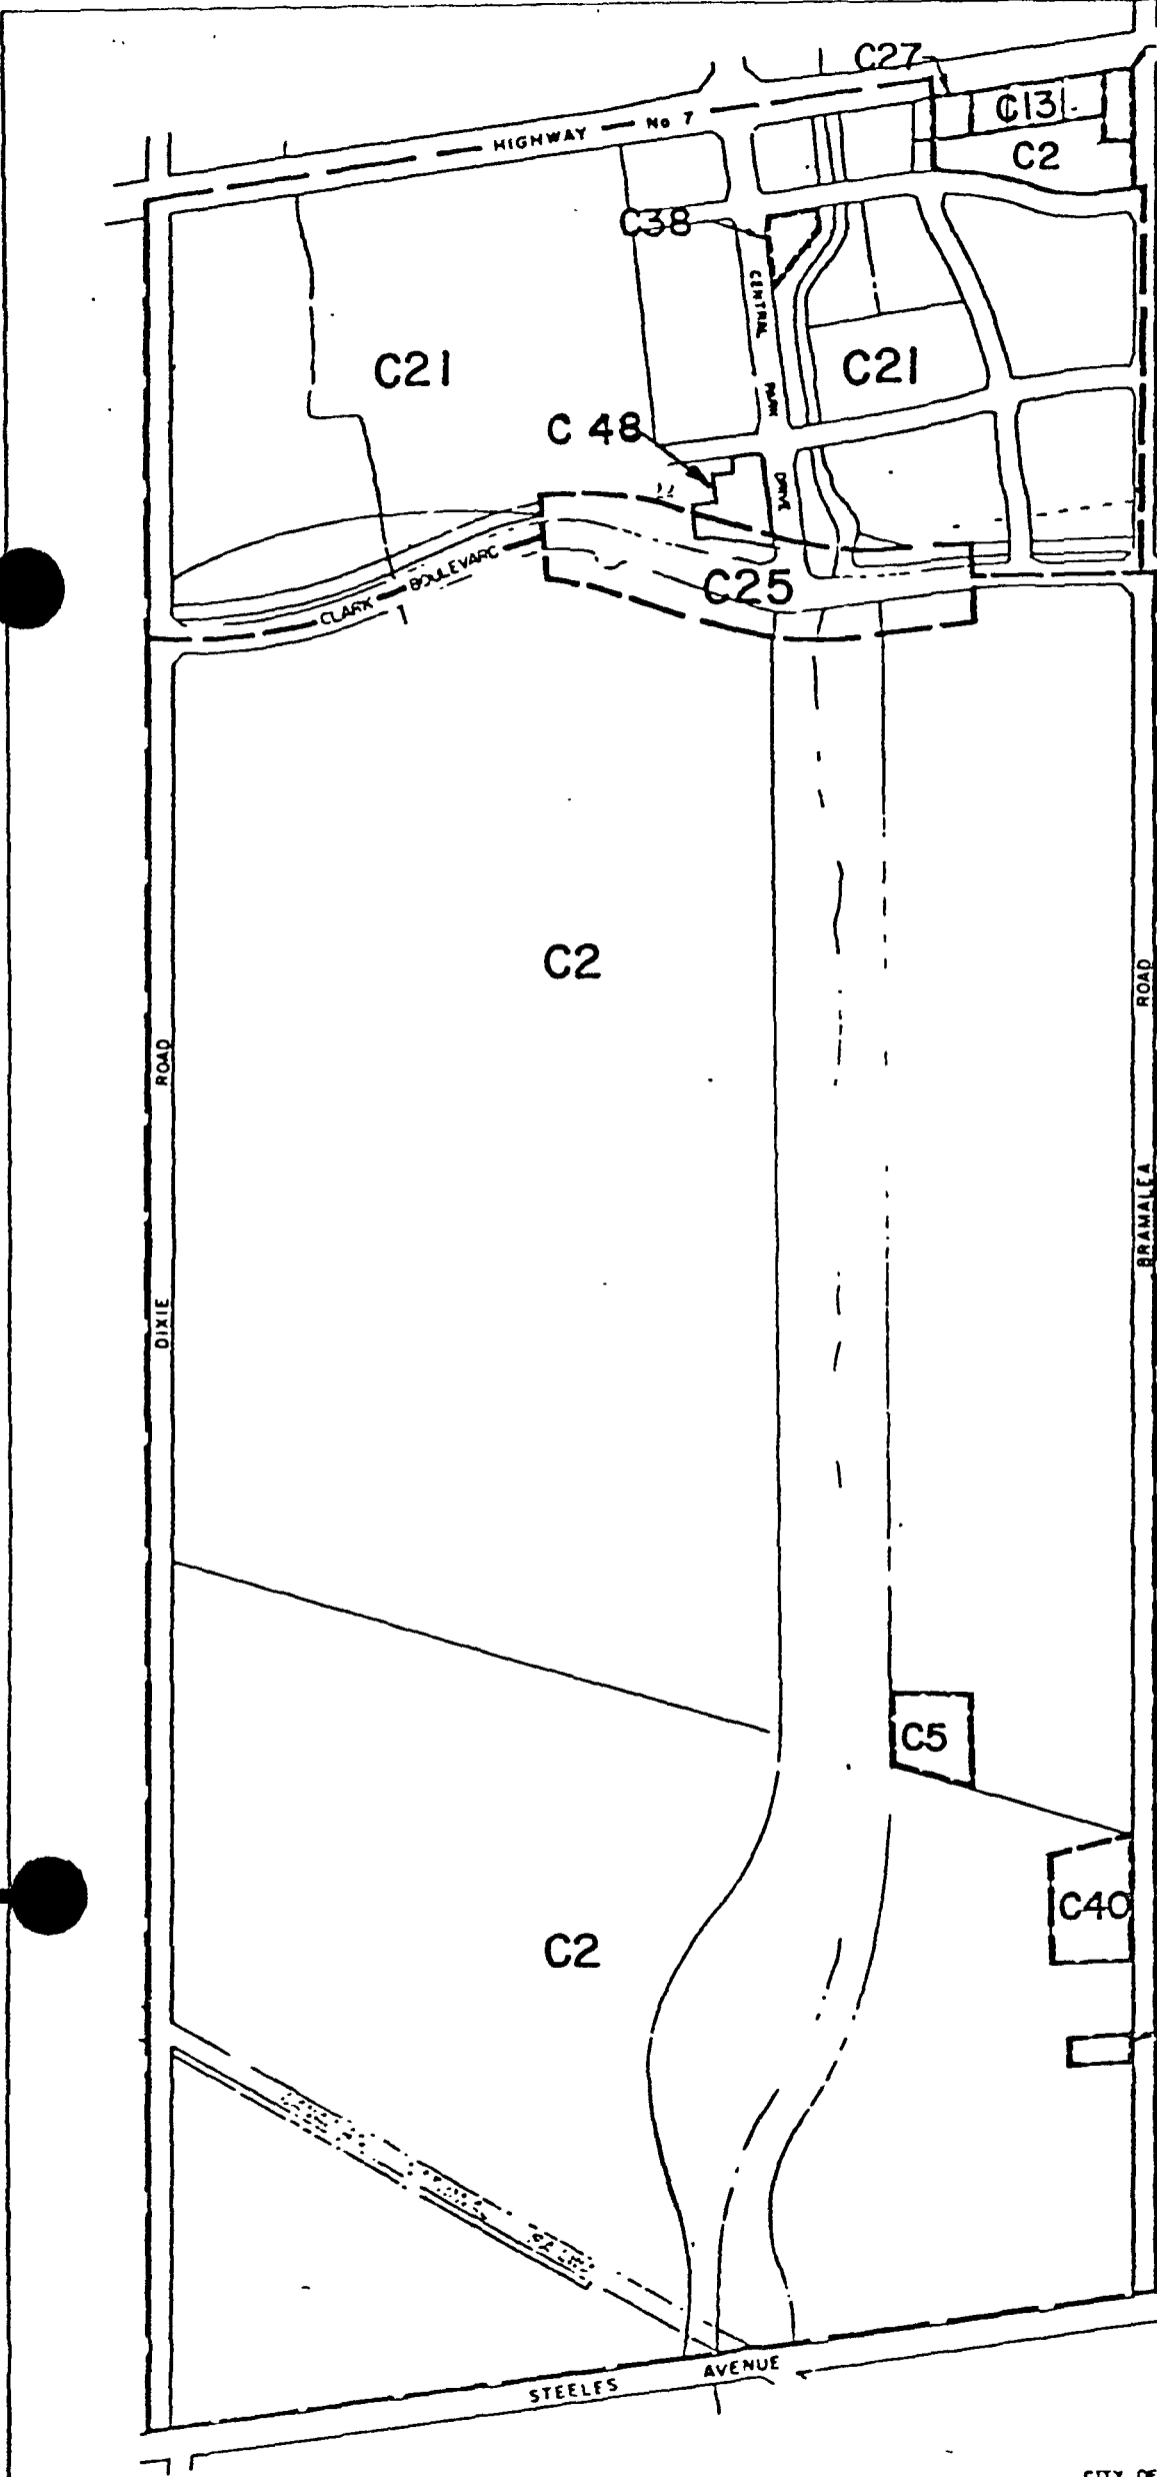 C27
C13
HIGHWAY No 7
C2
C38
CENTRAL PARK DRIVE
C21
C21
C 48
CLARK BOULEVARD
C25
C2
ROAD
BRAMALEA ROAD
DIXIE
C5
C40
C2
STEELES AVENUE